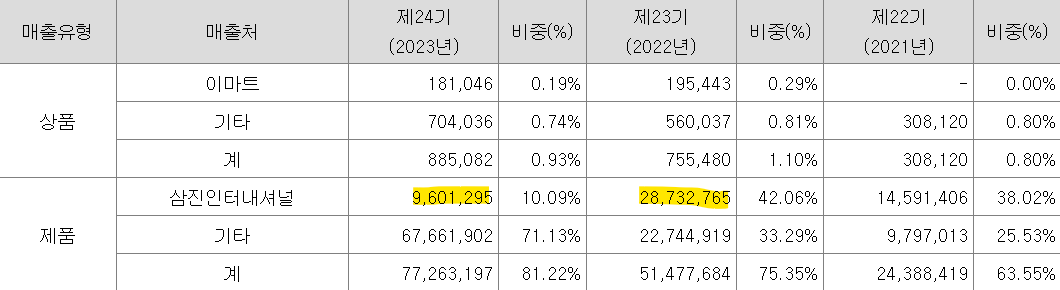 매출유형 매출처 제24기 (2023년) 비중(%) 제23기 (2022년) 비중(%) 제22기 (2021년) 비중(%)
상품 이마트 181,046 0.19% 195,443 0.29% - 0.00%
기타 704,036 0.74% 560,037 0.81% 308,120 0.80%
계 885,082 0.93% 755,480 1.10% 308,120 0.80%
제품 삼진인터내셔널 9,601,295 10.09% 28,732,765 42.06% 14,591,406 38.02%
기타 67,661,902 71.13% 22,744,919 33.29% 9,797,013 25.53%
계 77,263,197 81.22% 51,477,684 75.35% 24,388,419 63.55%